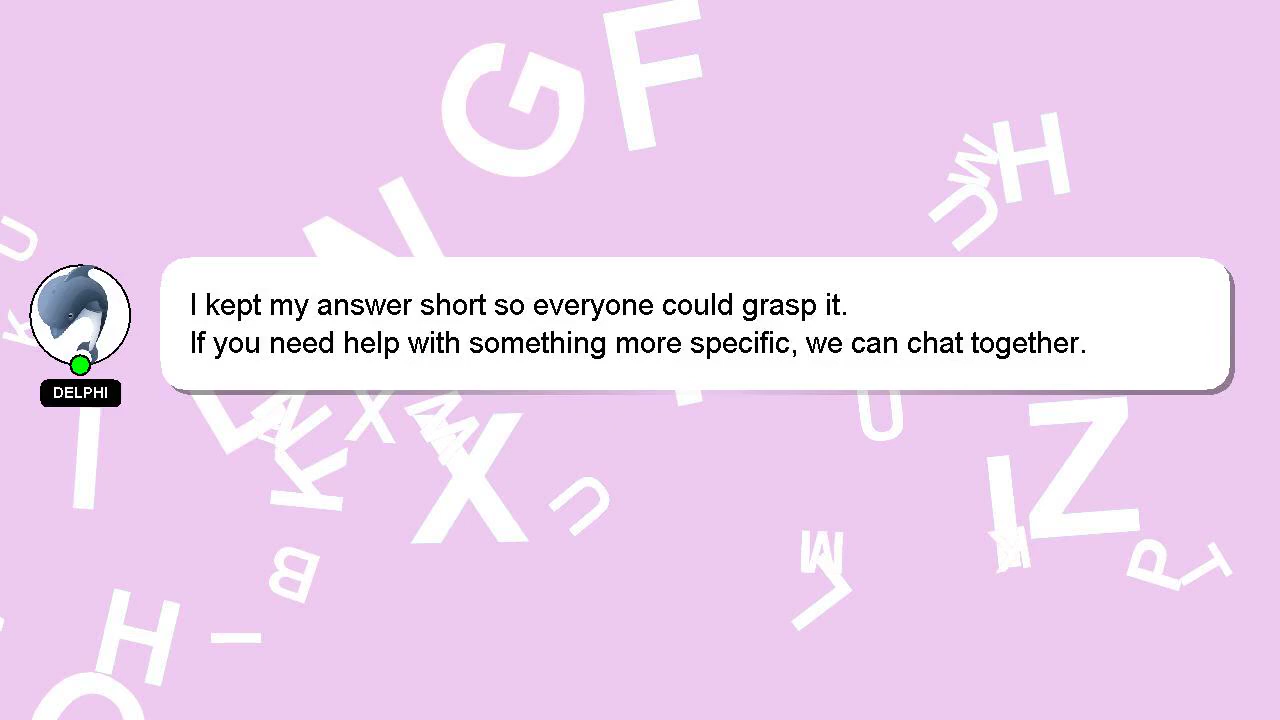 I kept my answer short so everyone could grasp it.
If you need help with something more specific, we can chat together.
DELPHI
G F
H
W
U
N
U
K
L
X
U
Z
K
X
U
I
I
B
M
L
K
P
T
H
I
O